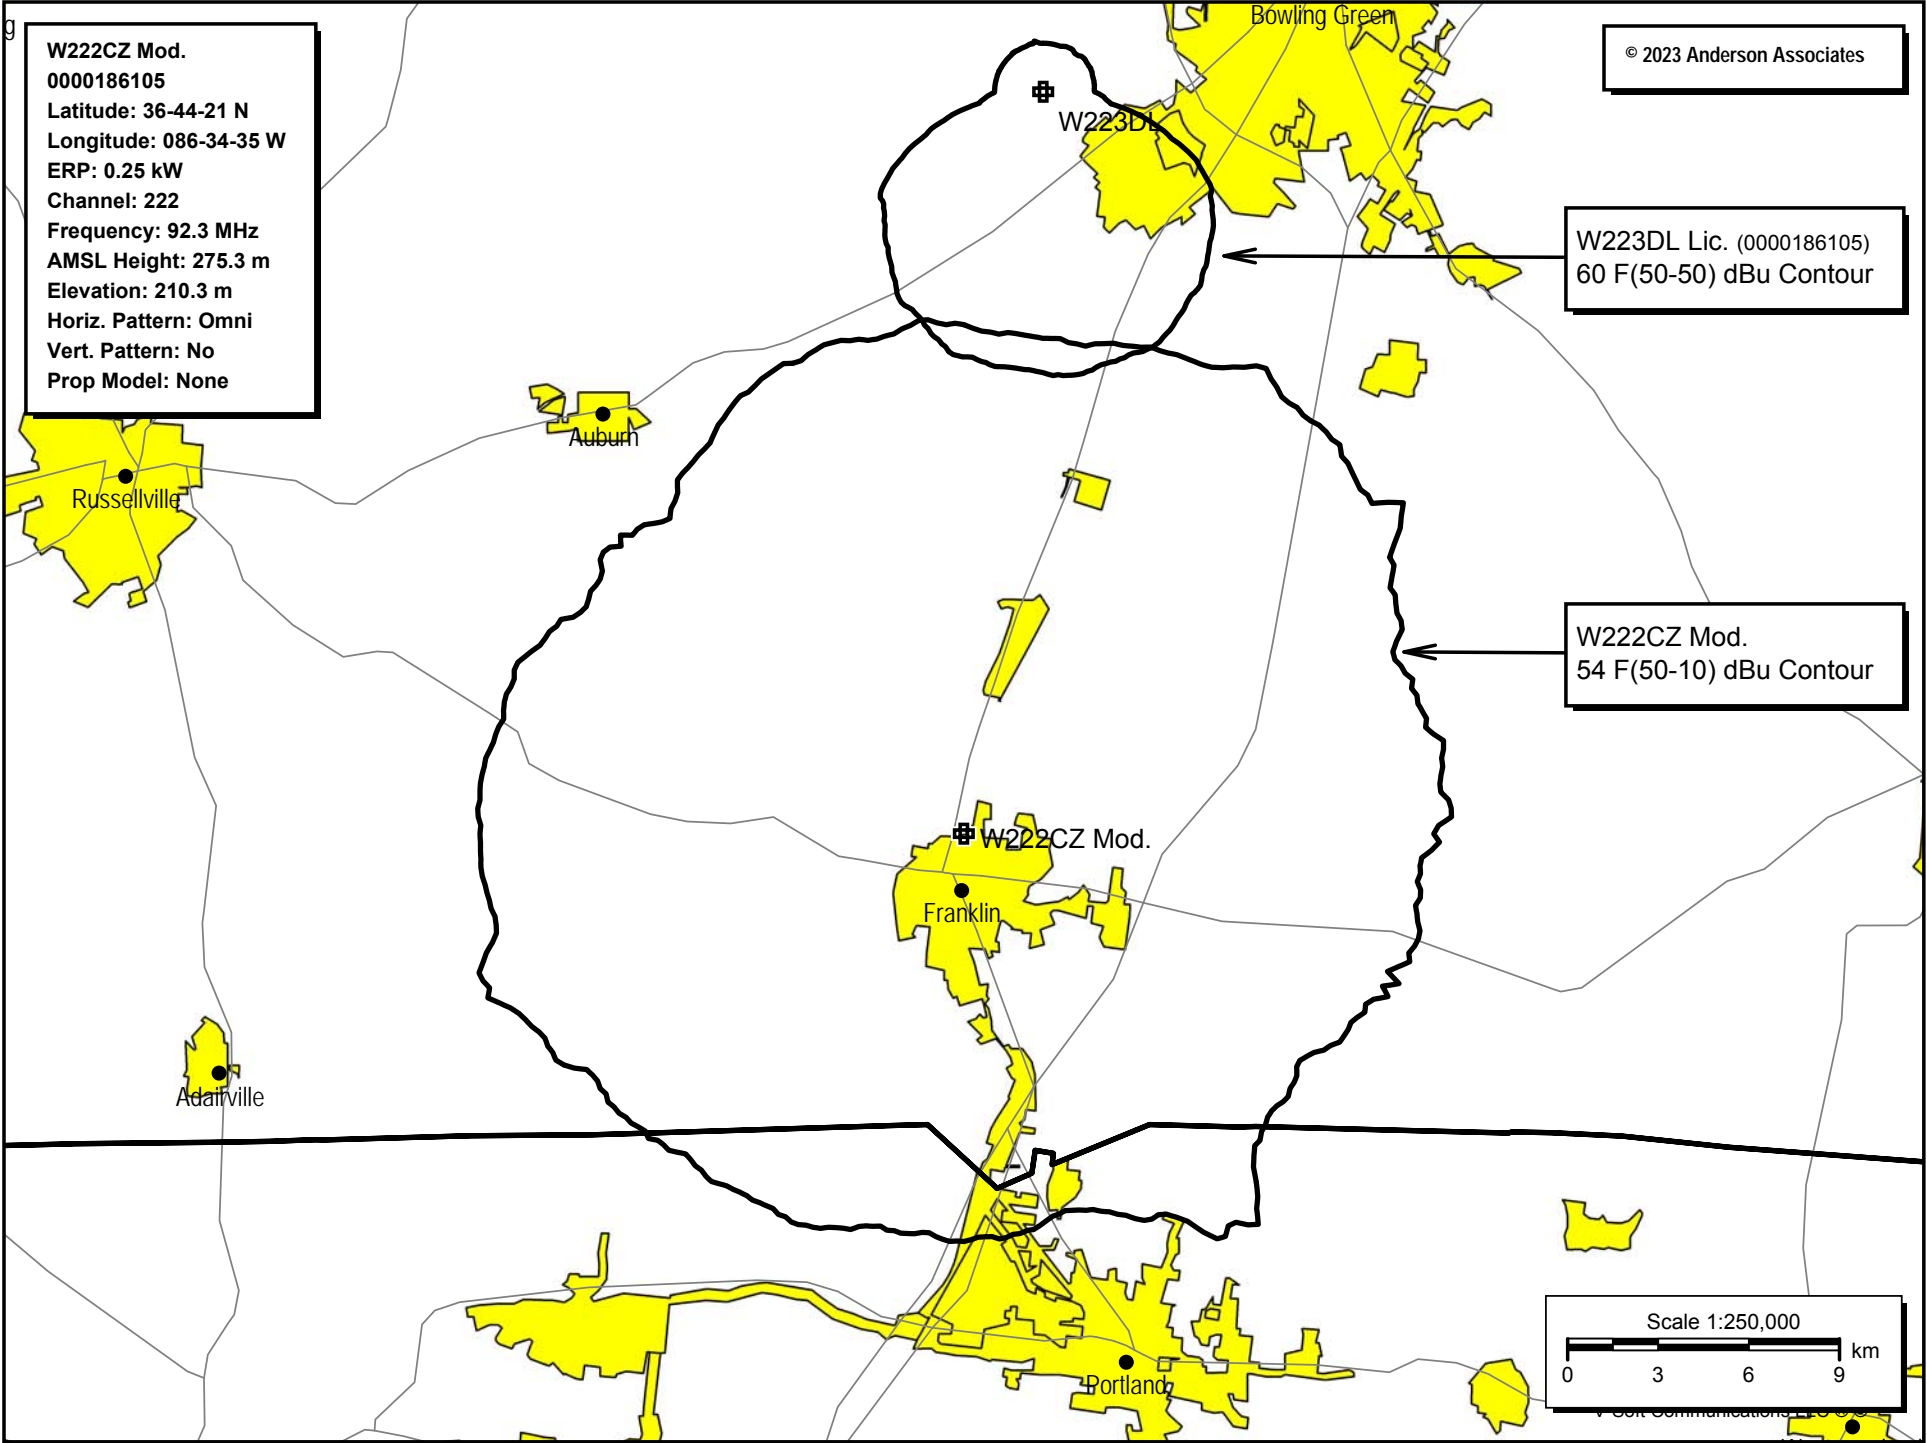 g
W222CZ Mod.
0000186105
Latitude: 36-44-21 N
Longitude: 086-34-35 W
ERP: 0.25 kW
Channel: 222
Frequency: 92.3 MHz
AMSL Height: 275.3 m
Elevation: 210.3 m
Horiz. Pattern: Omni
Vert. Pattern: No
Prop Model: None
Bowling Green
© 2023 Anderson Associates
W223DL
W223DL Lic. (0000186105)
60 F(50-50) dBu Contour
Auburn
Russellville
W222CZ Mod.
54 F(50-10) dBu Contour
W222CZ Mod.
Franklin
Adairville
Portland
Scale 1:250,000
km
0 3 6 9